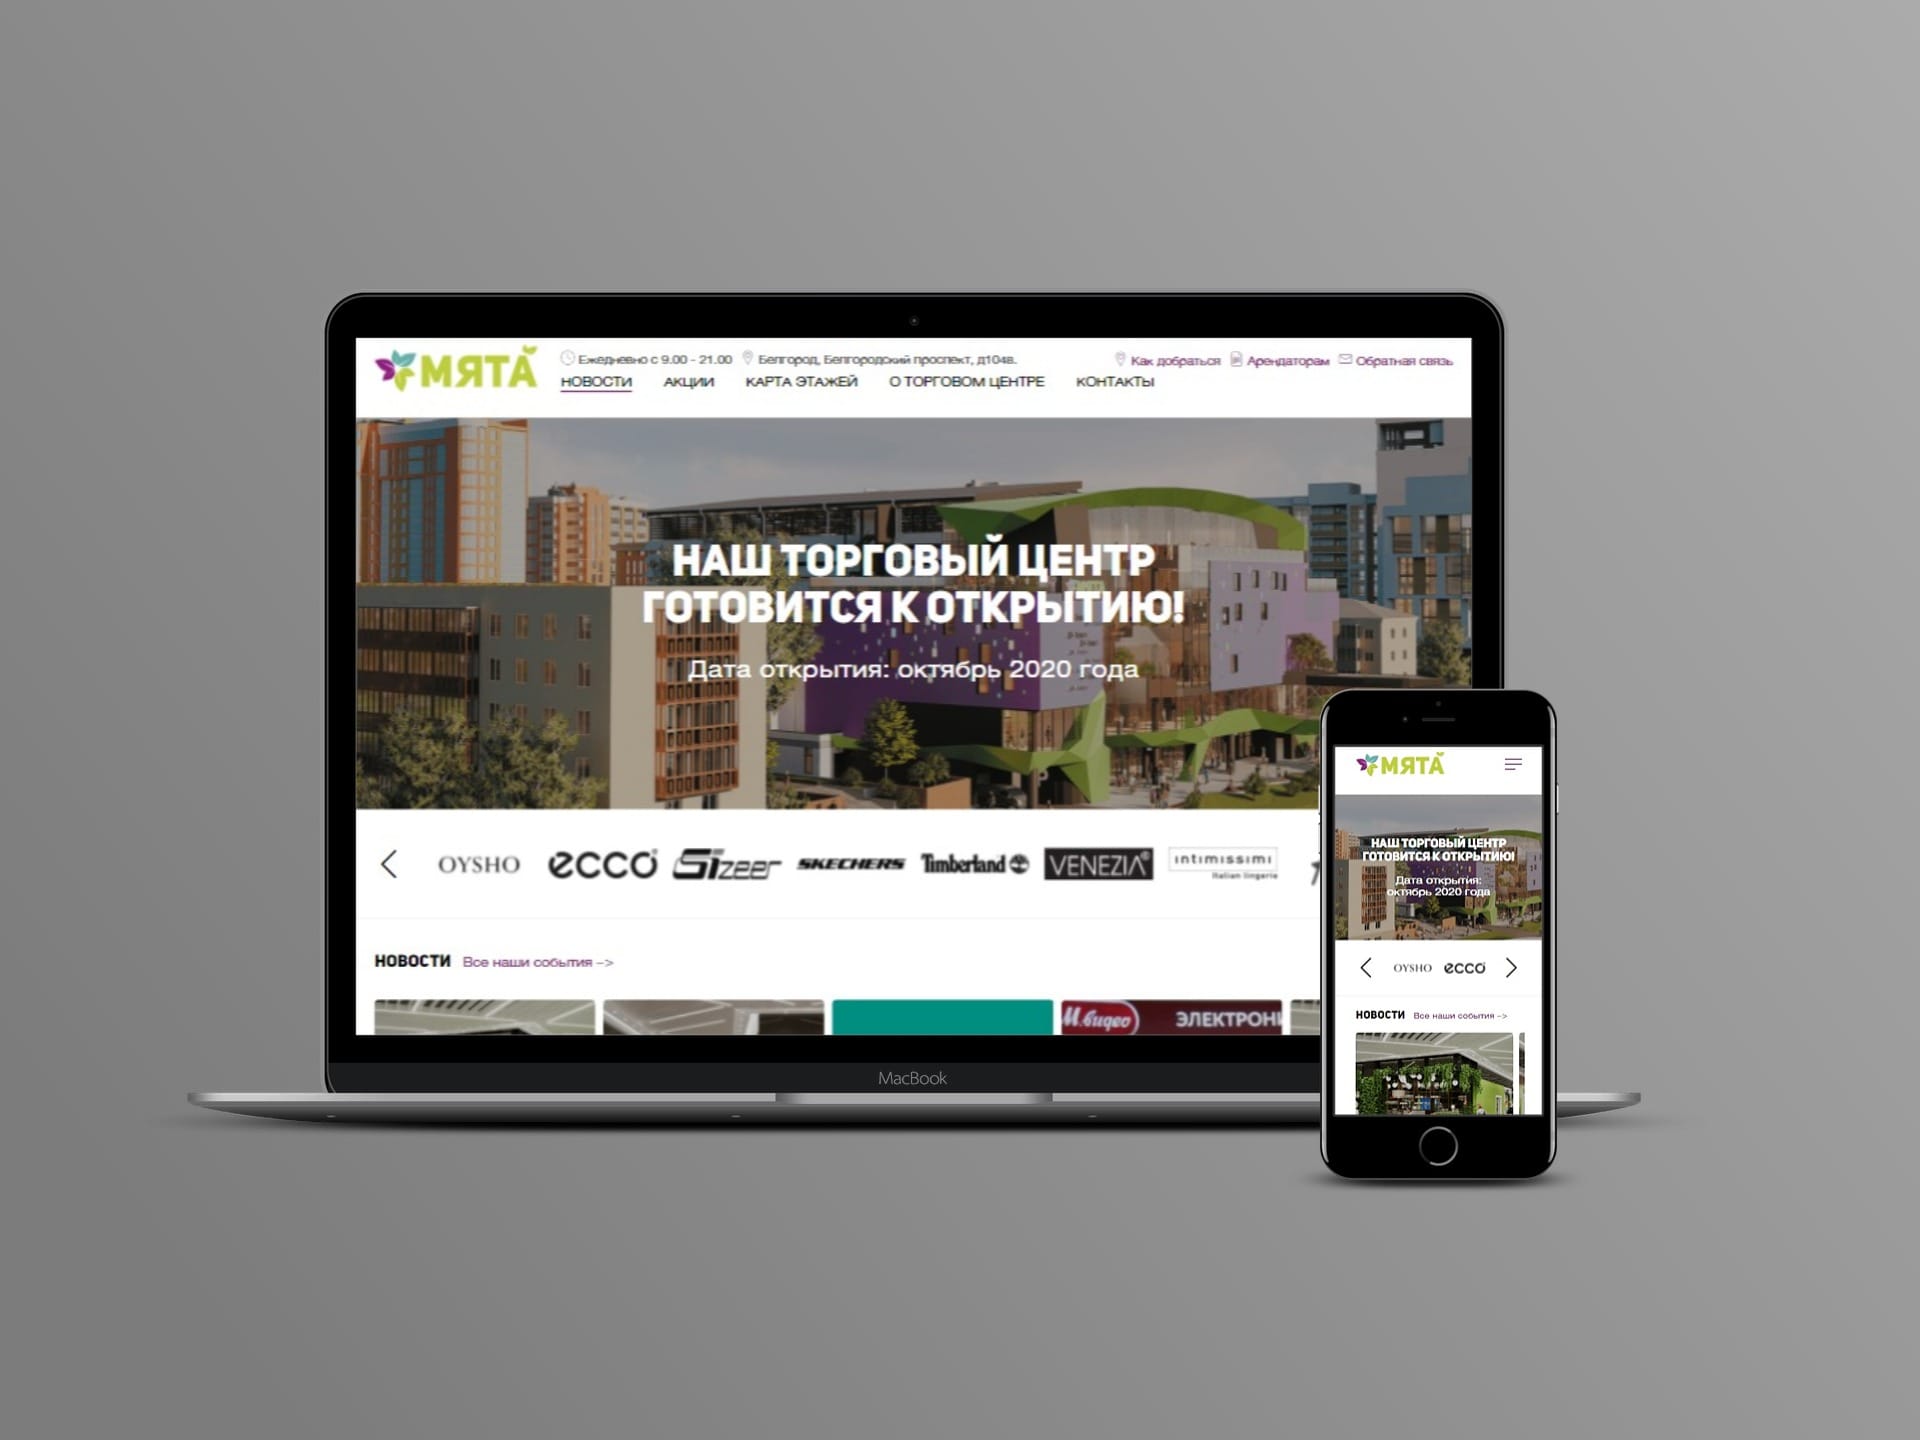 МЯТА
Ежедневно с 9.00 - 21.00
Белгород, Белгородский проспект, д104в.
Как добраться
Арендаторам
Обратная связь
НОВОСТИ
АКЦИИ
КАРТА ЭТАЖЕЙ
О ТОРГОВОМ ЦЕНТРЕ
КОНТАКТЫ
НАШ ТОРГОВЫЙ ЦЕНТР
ГОТОВИТСЯ К ОТКРЫТИЮ!
Дата открытия: октябрь 2020 года
OYSHO
ecco
Sizeer
SKECHERS
Timberland
VENEZIA®
intimissimi
italian lingerie
НОВОСТИ Все наши события –>
М.видео
ЭЛЕКТРОНИ
MacBook
МЯТА
НАШ ТОРГОВЫЙ ЦЕНТР
ГОТОВИТСЯ К ОТКРЫТИЮ!
Дата открытия:
октябрь 2020 года
OYSHO
ecco
НОВОСТИ Все наши события –>